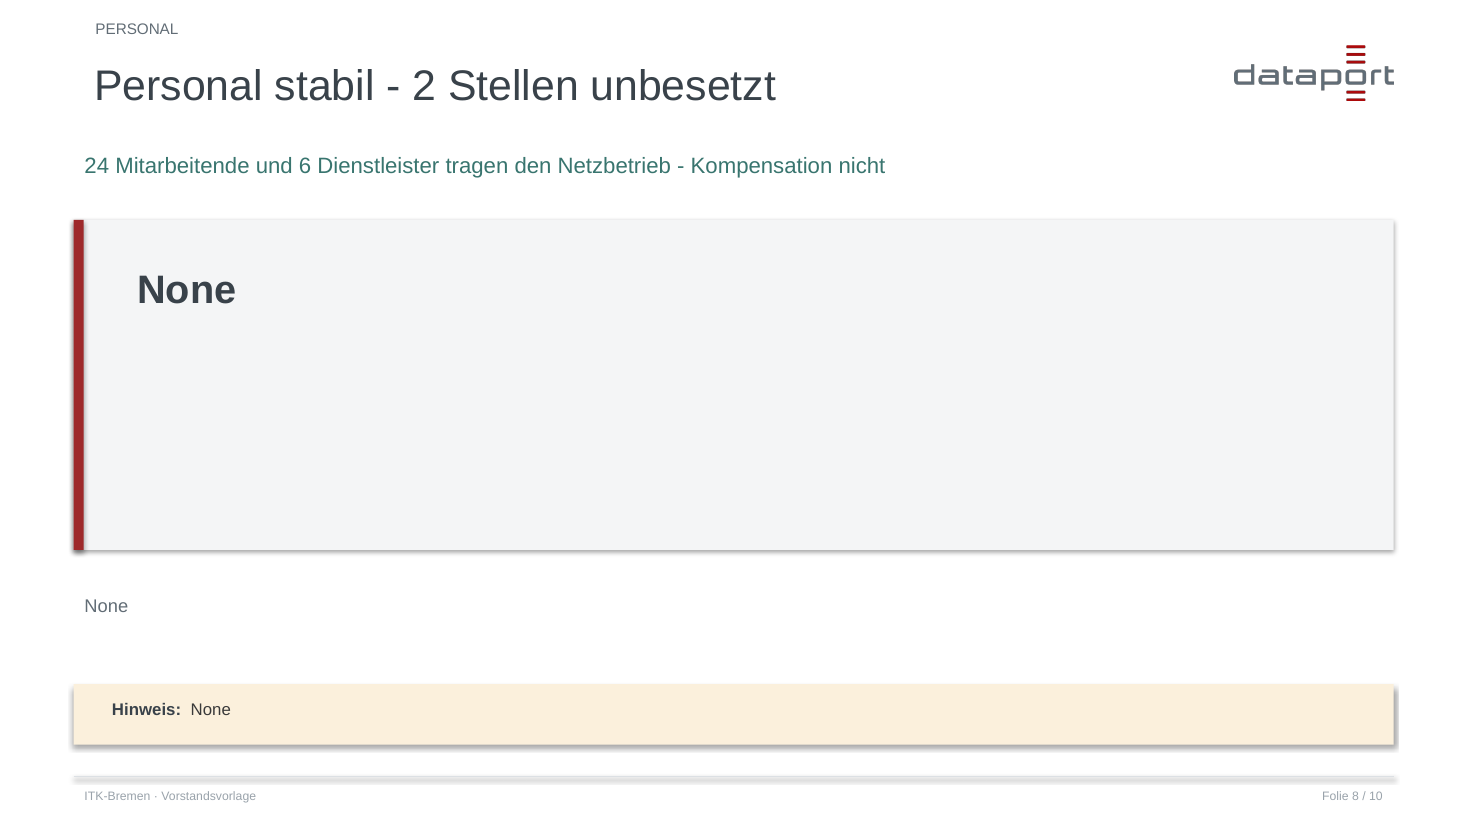 PERSONAL
Personal stabil - 2 Stellen unbesetzt
dataport
24 Mitarbeitende und 6 Dienstleister tragen den Netzbetrieb - Kompensation nicht
None
None
Hinweis: None
ITK-Bremen · Vorstandsvorlage
Folie 8 / 10